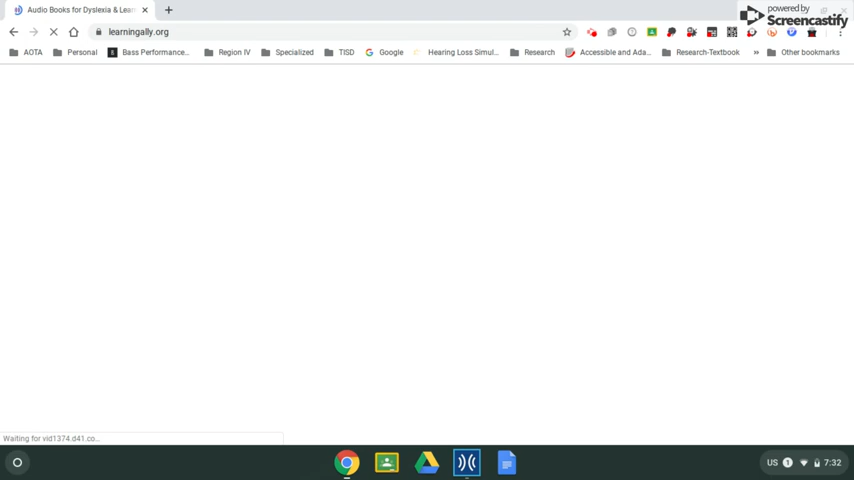 Audio Books for Dyslexia & Lear
powered by
Screencastify
learningally.org
AOTA Personal Bass Performance... Region IV Specialized TISD Google Hearing Loss Simul... Research Accessible and Ada... Research-Textbook » Other bookmarks
Waiting for vid1374.d41.co...
US 1 7:32